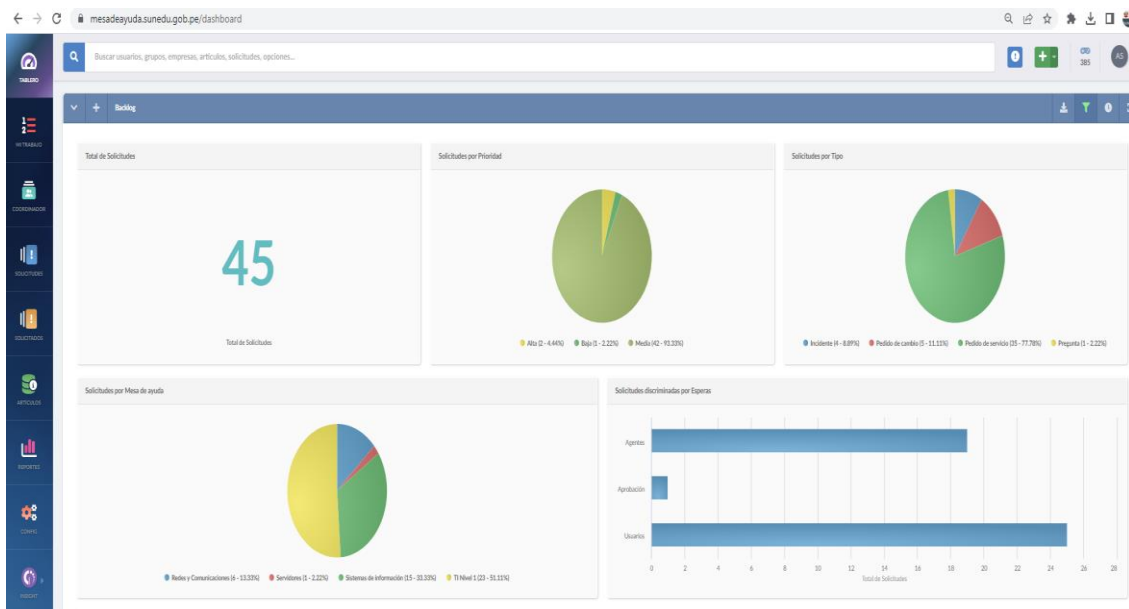 mesadeayuda.sunedu.gob.pe/dashboard
TABLERO
Buscar usuarios, grupos, empresas, artículos, solicitudes, opciones...
385
AS
Backlog
MI TRABAJO
COORDINADOR
SOLICITUDES
SOLICITADOS
ARTÍCULOS
REPORTES
CONFIG
INSIGHT
Total de Solicitudes
45
Total de Solicitudes
Solicitudes por Prioridad
Alta (2 - 4.44%) Baja (1 - 2.22%) Media (42 - 93.33%)
Solicitudes por Tipo
Incidente (4 - 8.89%) Pedido de cambio (5 - 11.11%) Pedido de servicio (35 - 77.78%) Pregunta (1 - 2.22%)
Solicitudes por Mesa de ayuda
Redes y Comunicaciones (6 - 13.33%) Servidores (1 - 2.22%) Sistemas de información (15 - 33.33%) TI Nivel 1 (23 - 51.11%)
Solicitudes discriminadas por Esperas
Agentes
Aprobación
Usuarios
0 2 4 6 8 10 12 14 16 18 20 22 24 26 28
Total de Solicitudes